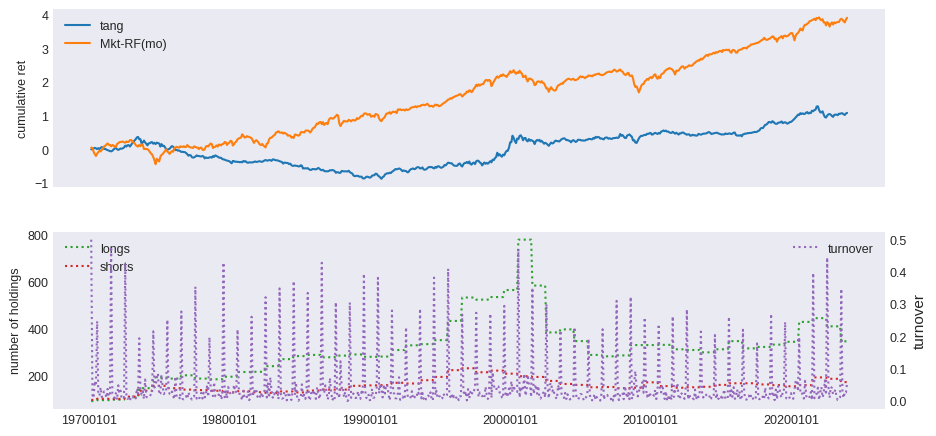 4
3
2
1
0
−1
cumulative ret
tang
Mkt-RF(mo)
800
600
400
200
number of holdings
longs
shorts
turnover
0.5
0.4
0.3
0.2
0.1
0.0
turnover
19700101
19800101
19900101
20000101
20100101
20200101